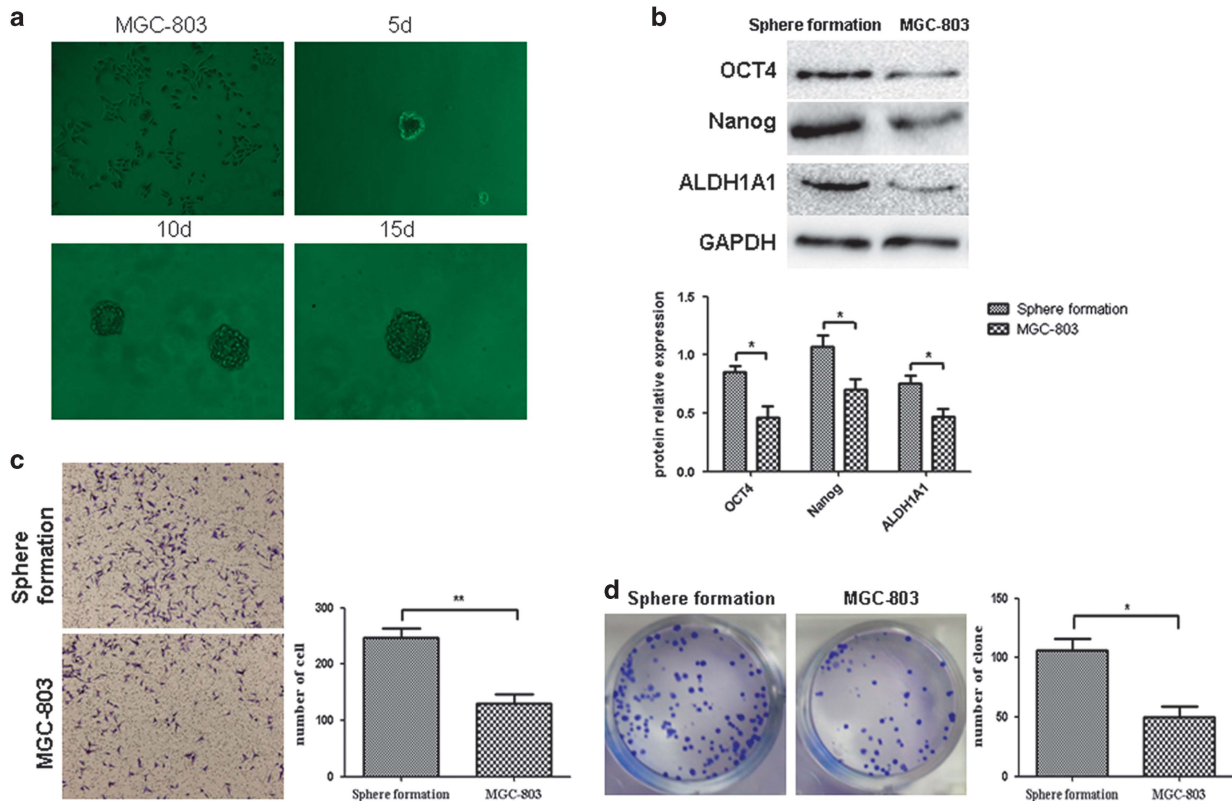 a
MGC-803 5d
10d 15d
b
Sphere formation MGC-803
OCT4
Nanog
ALDH1A1
GAPDH
protein relative expression
1.5
1.0
0.5
0.0
* * *
OCT4 Nanog ALDH1A1
Sphere formation
MGC-803
c
Sphere formation
MGC-803
number of cell
300
200
100
0
**
Sphere formation MGC-803
d
Sphere formation MGC-803
number of clone
150
100
50
0
*
Sphere formation MGC-803